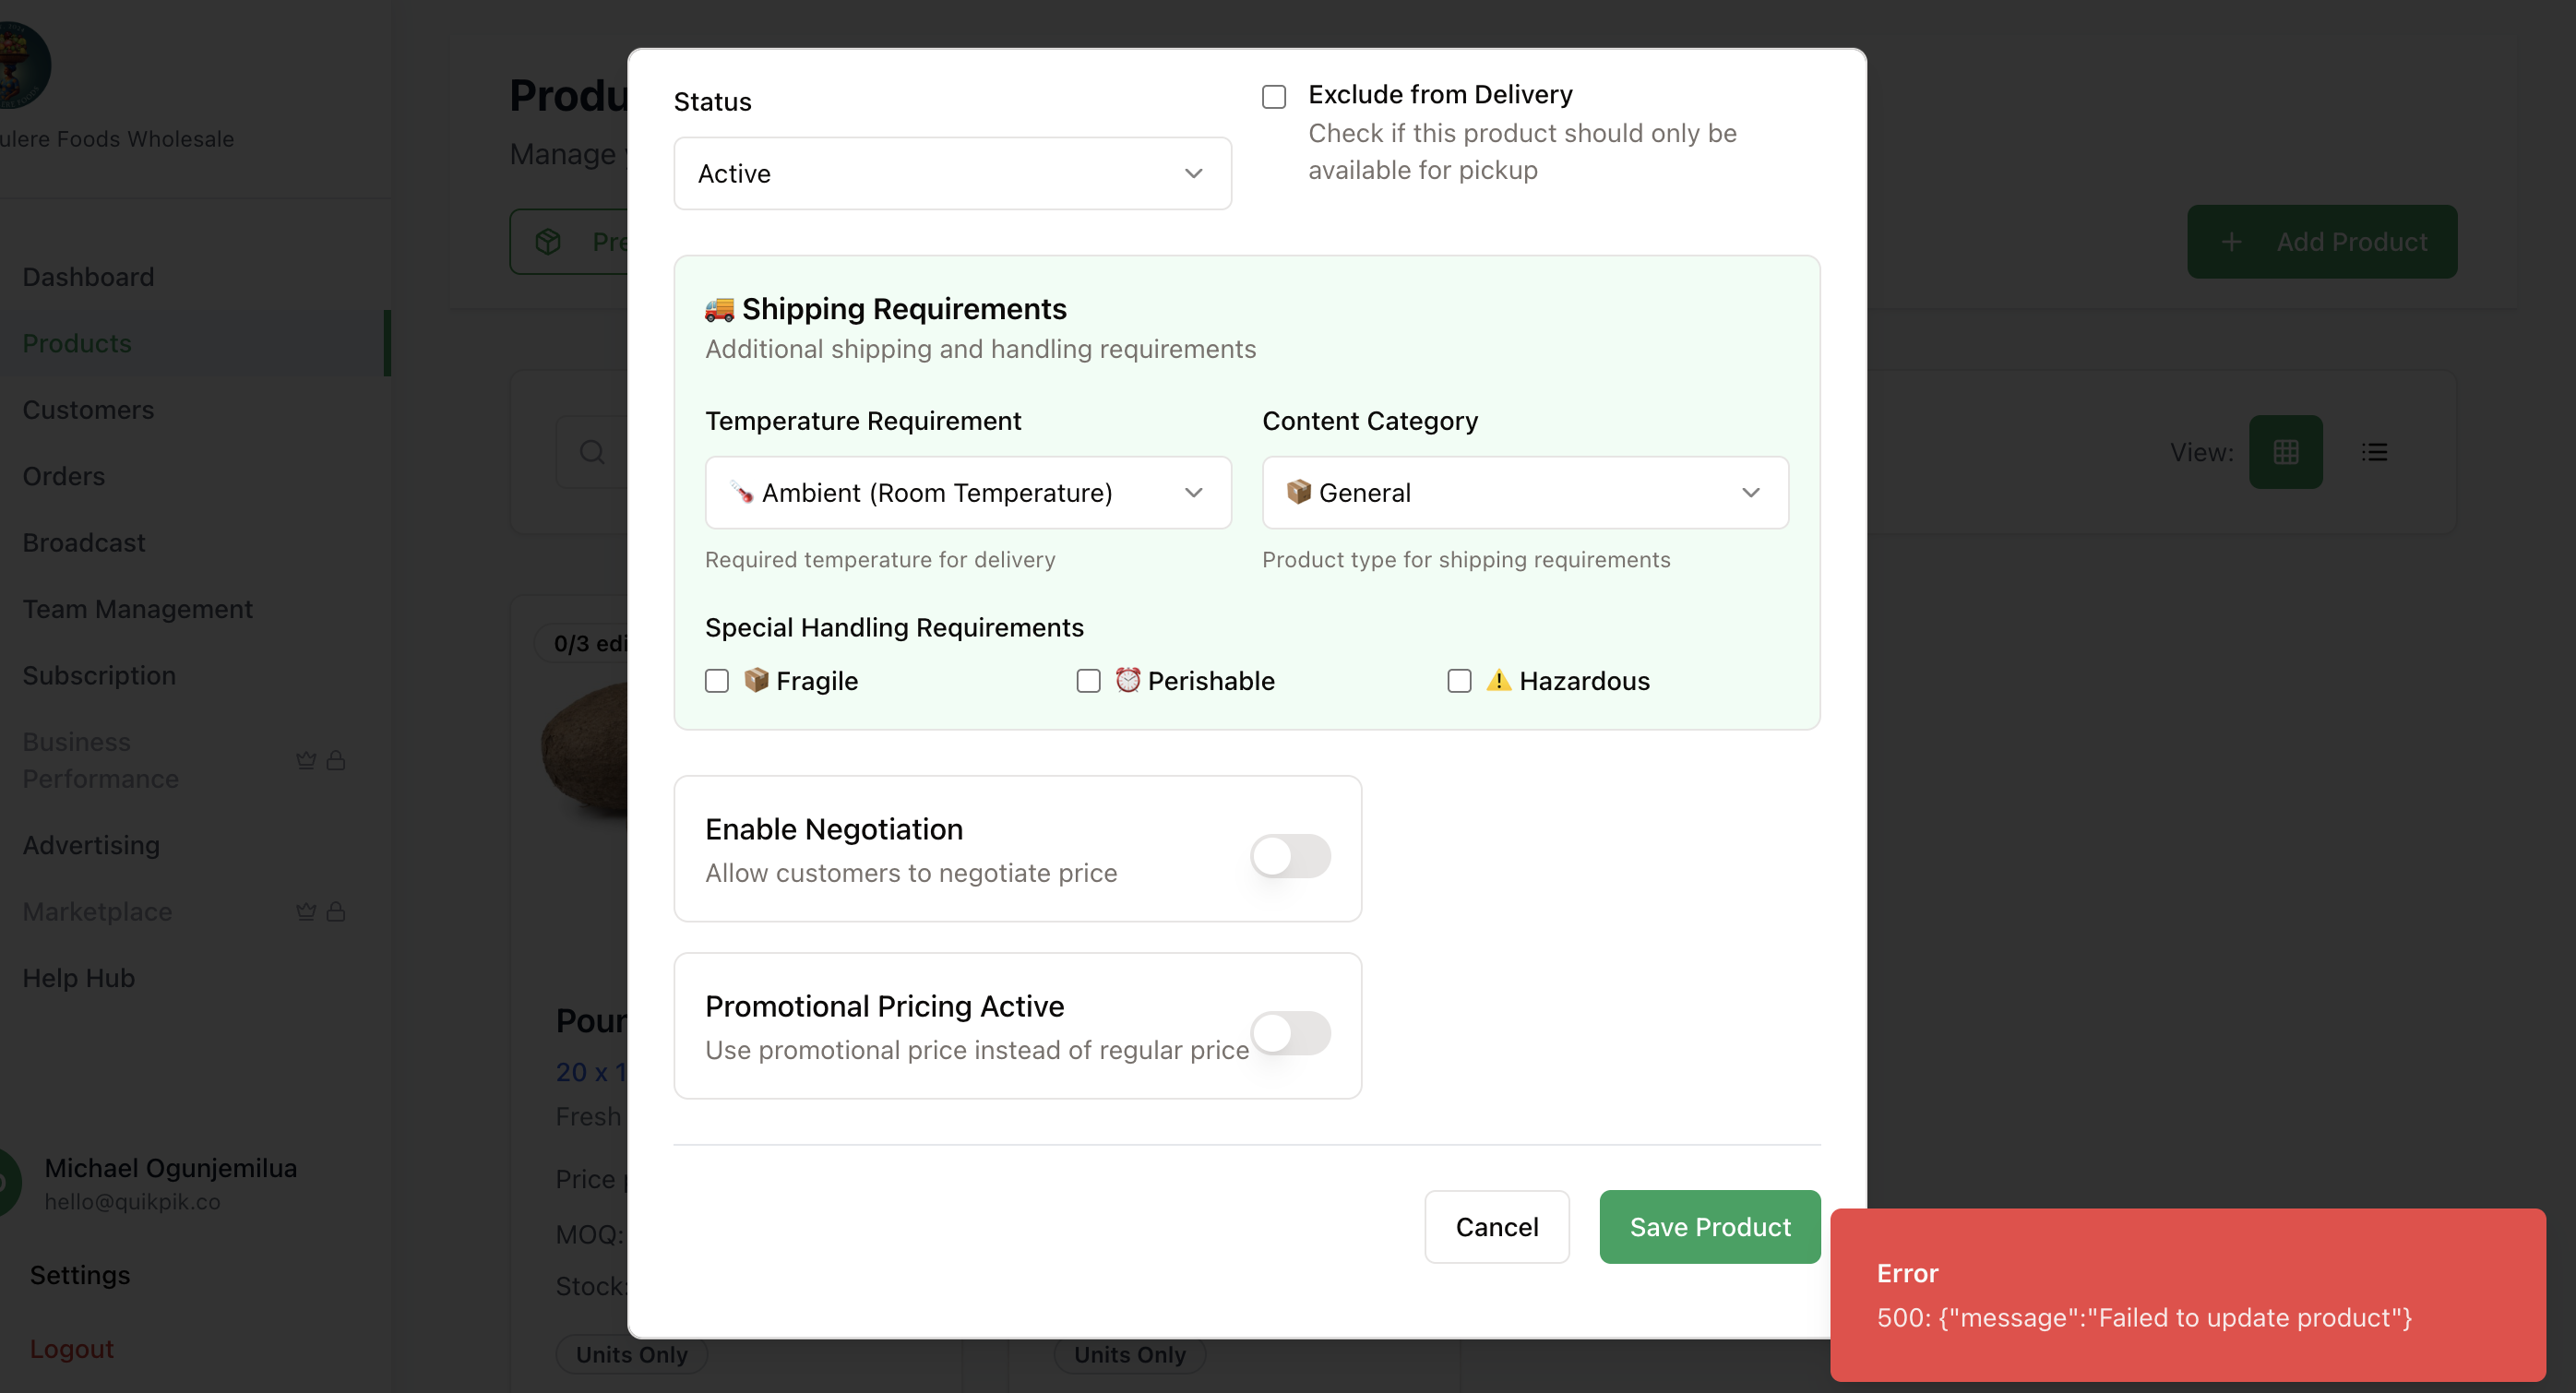 ulere Foods Wholesale
Dashboard
Products
Customers
Orders
Broadcast
Team Management
Subscription
Business
Performance
Advertising
Marketplace
Help Hub
Michael Ogunjemilua
hello@quikpik.co
Settings
Logout
Produ
Manage
Pre
Add Product
View:
0/3 edi
Pour
20 x 1
Fresh
Price
MOQ:
Stock:
Units Only
Units Only
Status
Active
Exclude from Delivery
Check if this product should only be
available for pickup
🚚 Shipping Requirements
Additional shipping and handling requirements
Temperature Requirement
🌡️ Ambient (Room Temperature)
Required temperature for delivery
Content Category
📦 General
Product type for shipping requirements
Special Handling Requirements
📦 Fragile
⏰ Perishable
⚠️ Hazardous
Enable Negotiation
Allow customers to negotiate price
Promotional Pricing Active
Use promotional price instead of regular price
Cancel
Save Product
Error
500: {"message":"Failed to update product"}